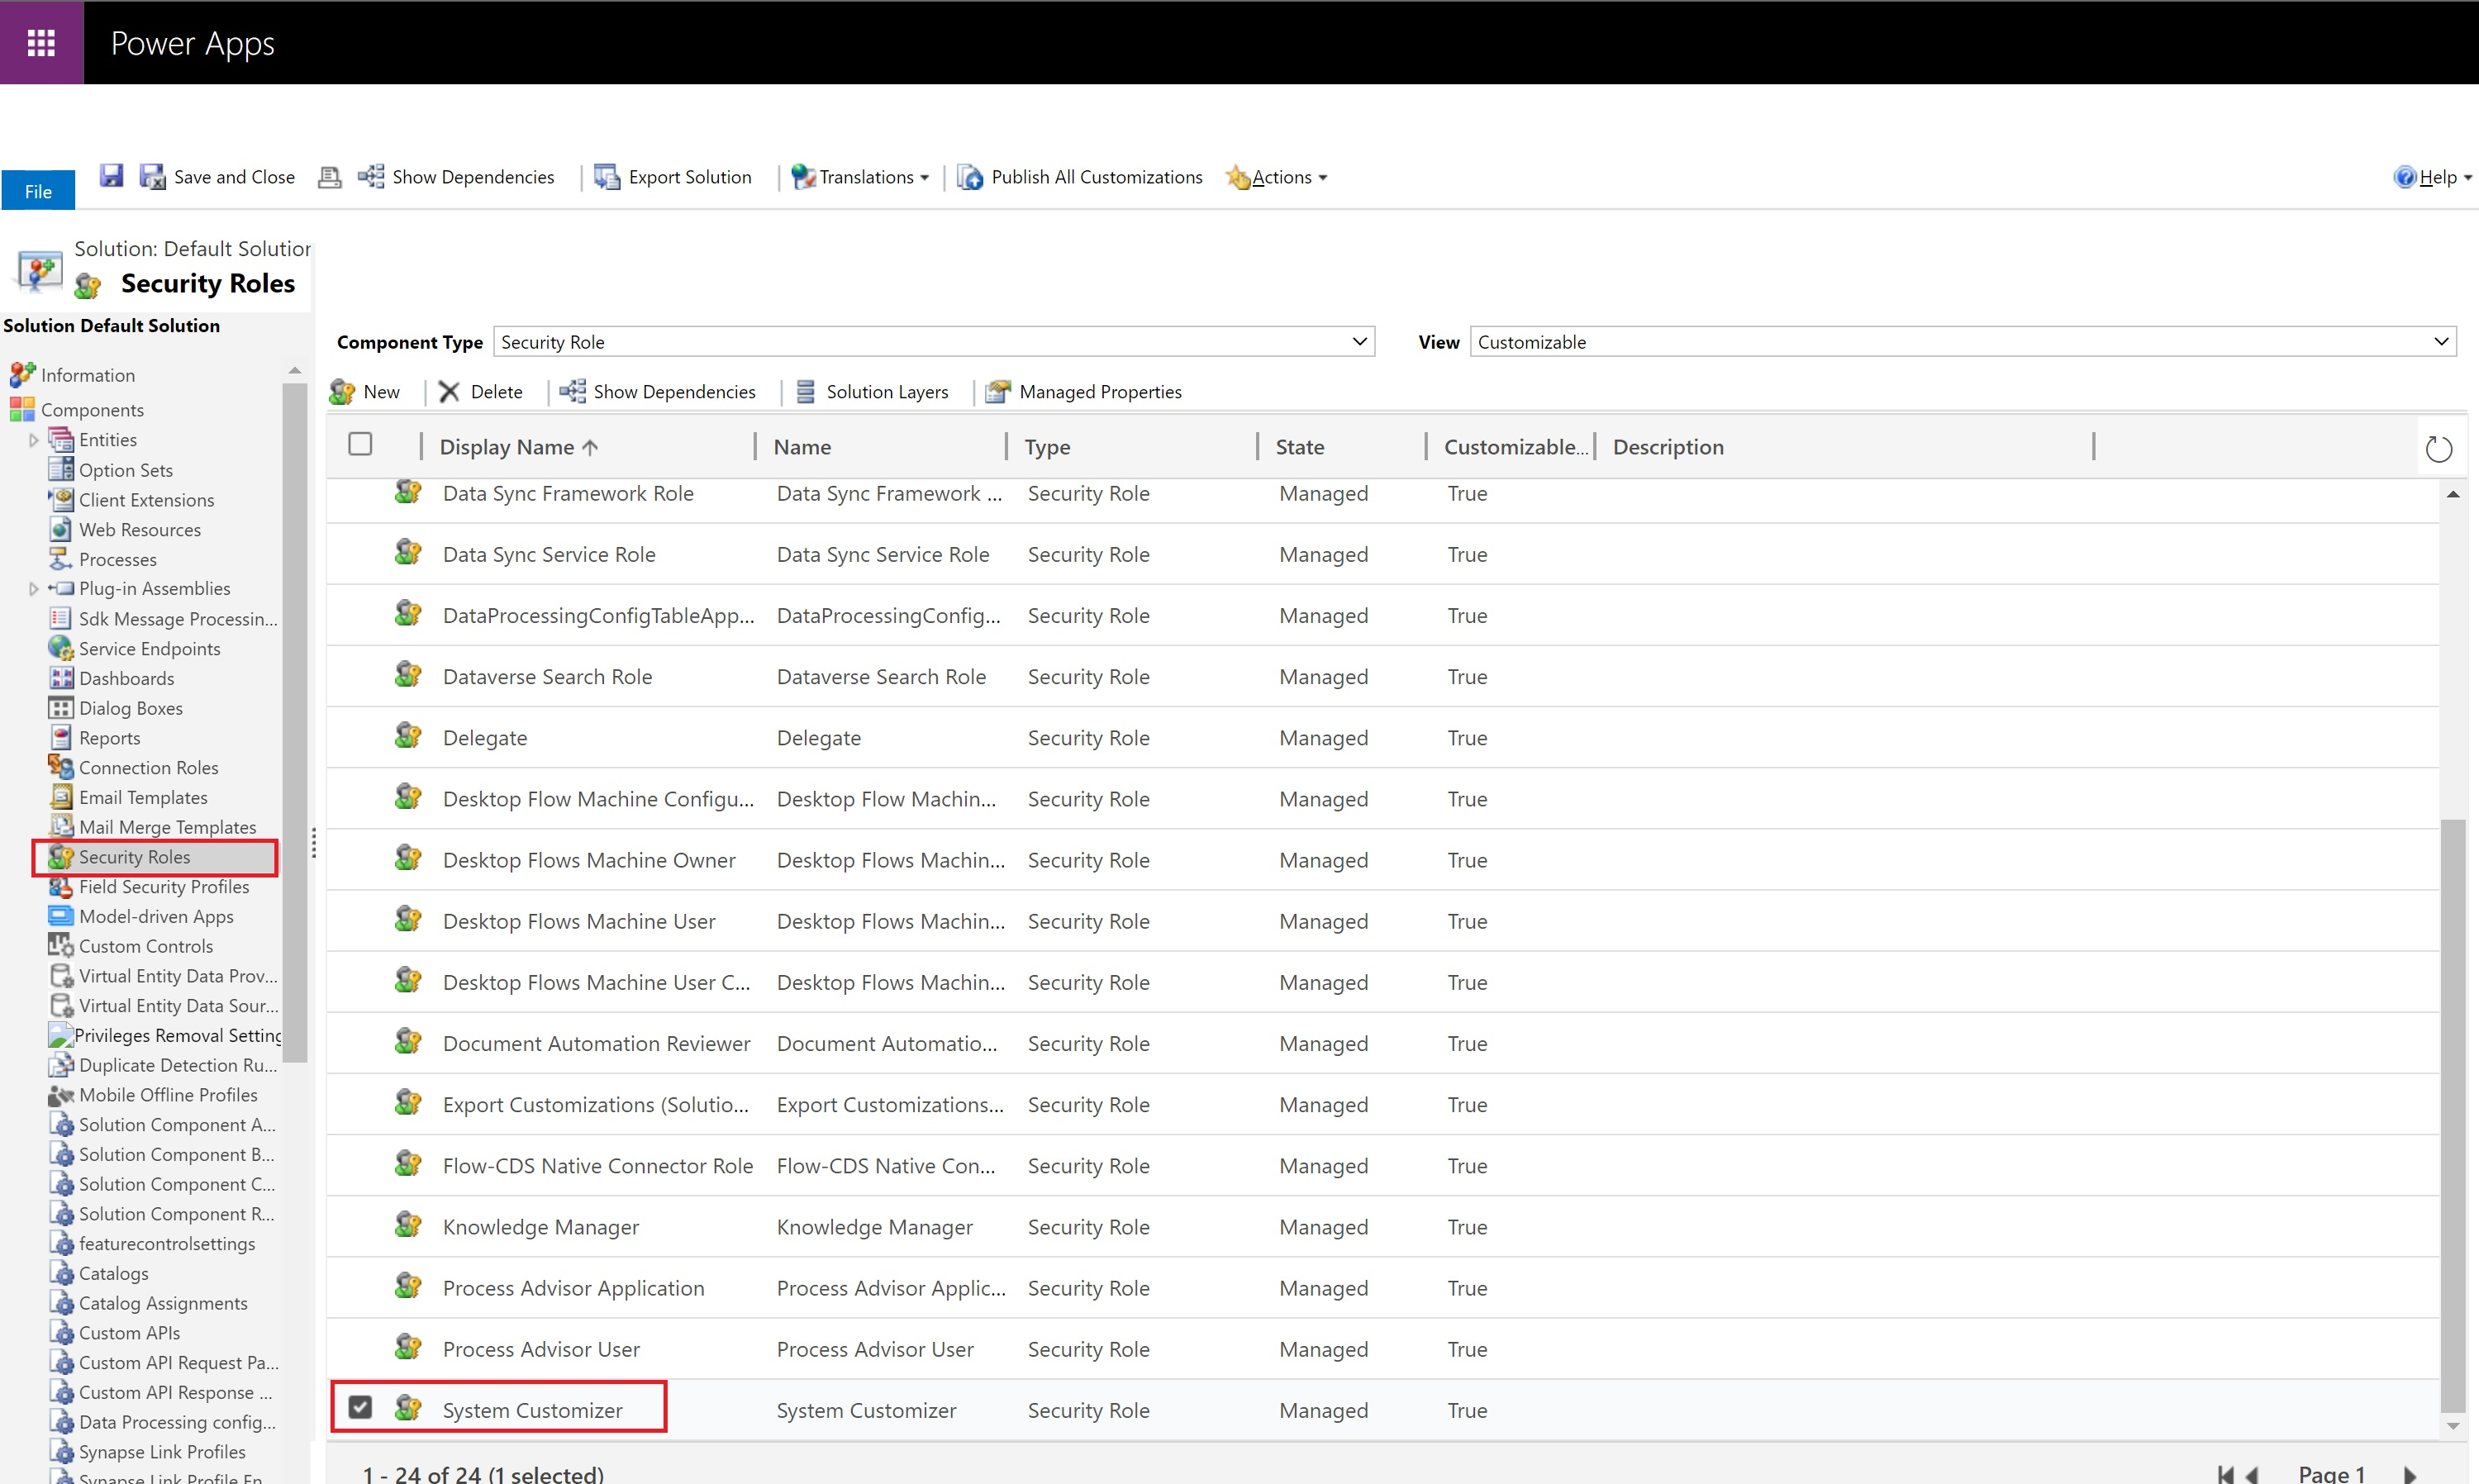 Power Apps
File
Save and Close
Show Dependencies
Export Solution
Translations
Publish All Customizations
Actions
Help
Solution: Default Solution
Security Roles
Solution Default Solution
Information
Components
Entities
Option Sets
Client Extensions
Web Resources
Processes
Plug-in Assemblies
Sdk Message Processin...
Service Endpoints
Dashboards
Dialog Boxes
Reports
Connection Roles
Email Templates
Mail Merge Templates
Security Roles
Field Security Profiles
Model-driven Apps
Custom Controls
Virtual Entity Data Prov...
Virtual Entity Data Sour...
Privileges Removal Setting
Duplicate Detection Ru...
Mobile Offline Profiles
Solution Component A...
Solution Component B...
Solution Component C...
Solution Component R...
featurecontrolsettings
Catalogs
Catalog Assignments
Custom APIs
Custom API Request Pa...
Custom API Response ...
Data Processing config...
Synapse Link Profiles
Synapse Link Profile En
Component Type Security Role View Customizable
New Delete Show Dependencies Solution Layers Managed Properties
Display Name Name Type State Customizable... Description
Data Sync Framework Role Data Sync Framework ... Security Role Managed True
Data Sync Service Role Data Sync Service Role Security Role Managed True
DataProcessingConfigTableApp... DataProcessingConfig... Security Role Managed True
Dataverse Search Role Dataverse Search Role Security Role Managed True
Delegate Delegate Security Role Managed True
Desktop Flow Machine Configu... Desktop Flow Machin... Security Role Managed True
Desktop Flows Machine Owner Desktop Flows Machin... Security Role Managed True
Desktop Flows Machine User Desktop Flows Machin... Security Role Managed True
Desktop Flows Machine User C... Desktop Flows Machin... Security Role Managed True
Document Automation Reviewer Document Automatio... Security Role Managed True
Export Customizations (Solutio... Export Customizations... Security Role Managed True
Flow-CDS Native Connector Role Flow-CDS Native Con... Security Role Managed True
Knowledge Manager Knowledge Manager Security Role Managed True
Process Advisor Application Process Advisor Applic... Security Role Managed True
Process Advisor User Process Advisor User Security Role Managed True
System Customizer System Customizer Security Role Managed True
1 - 24 of 24 (1 selected) Page 1